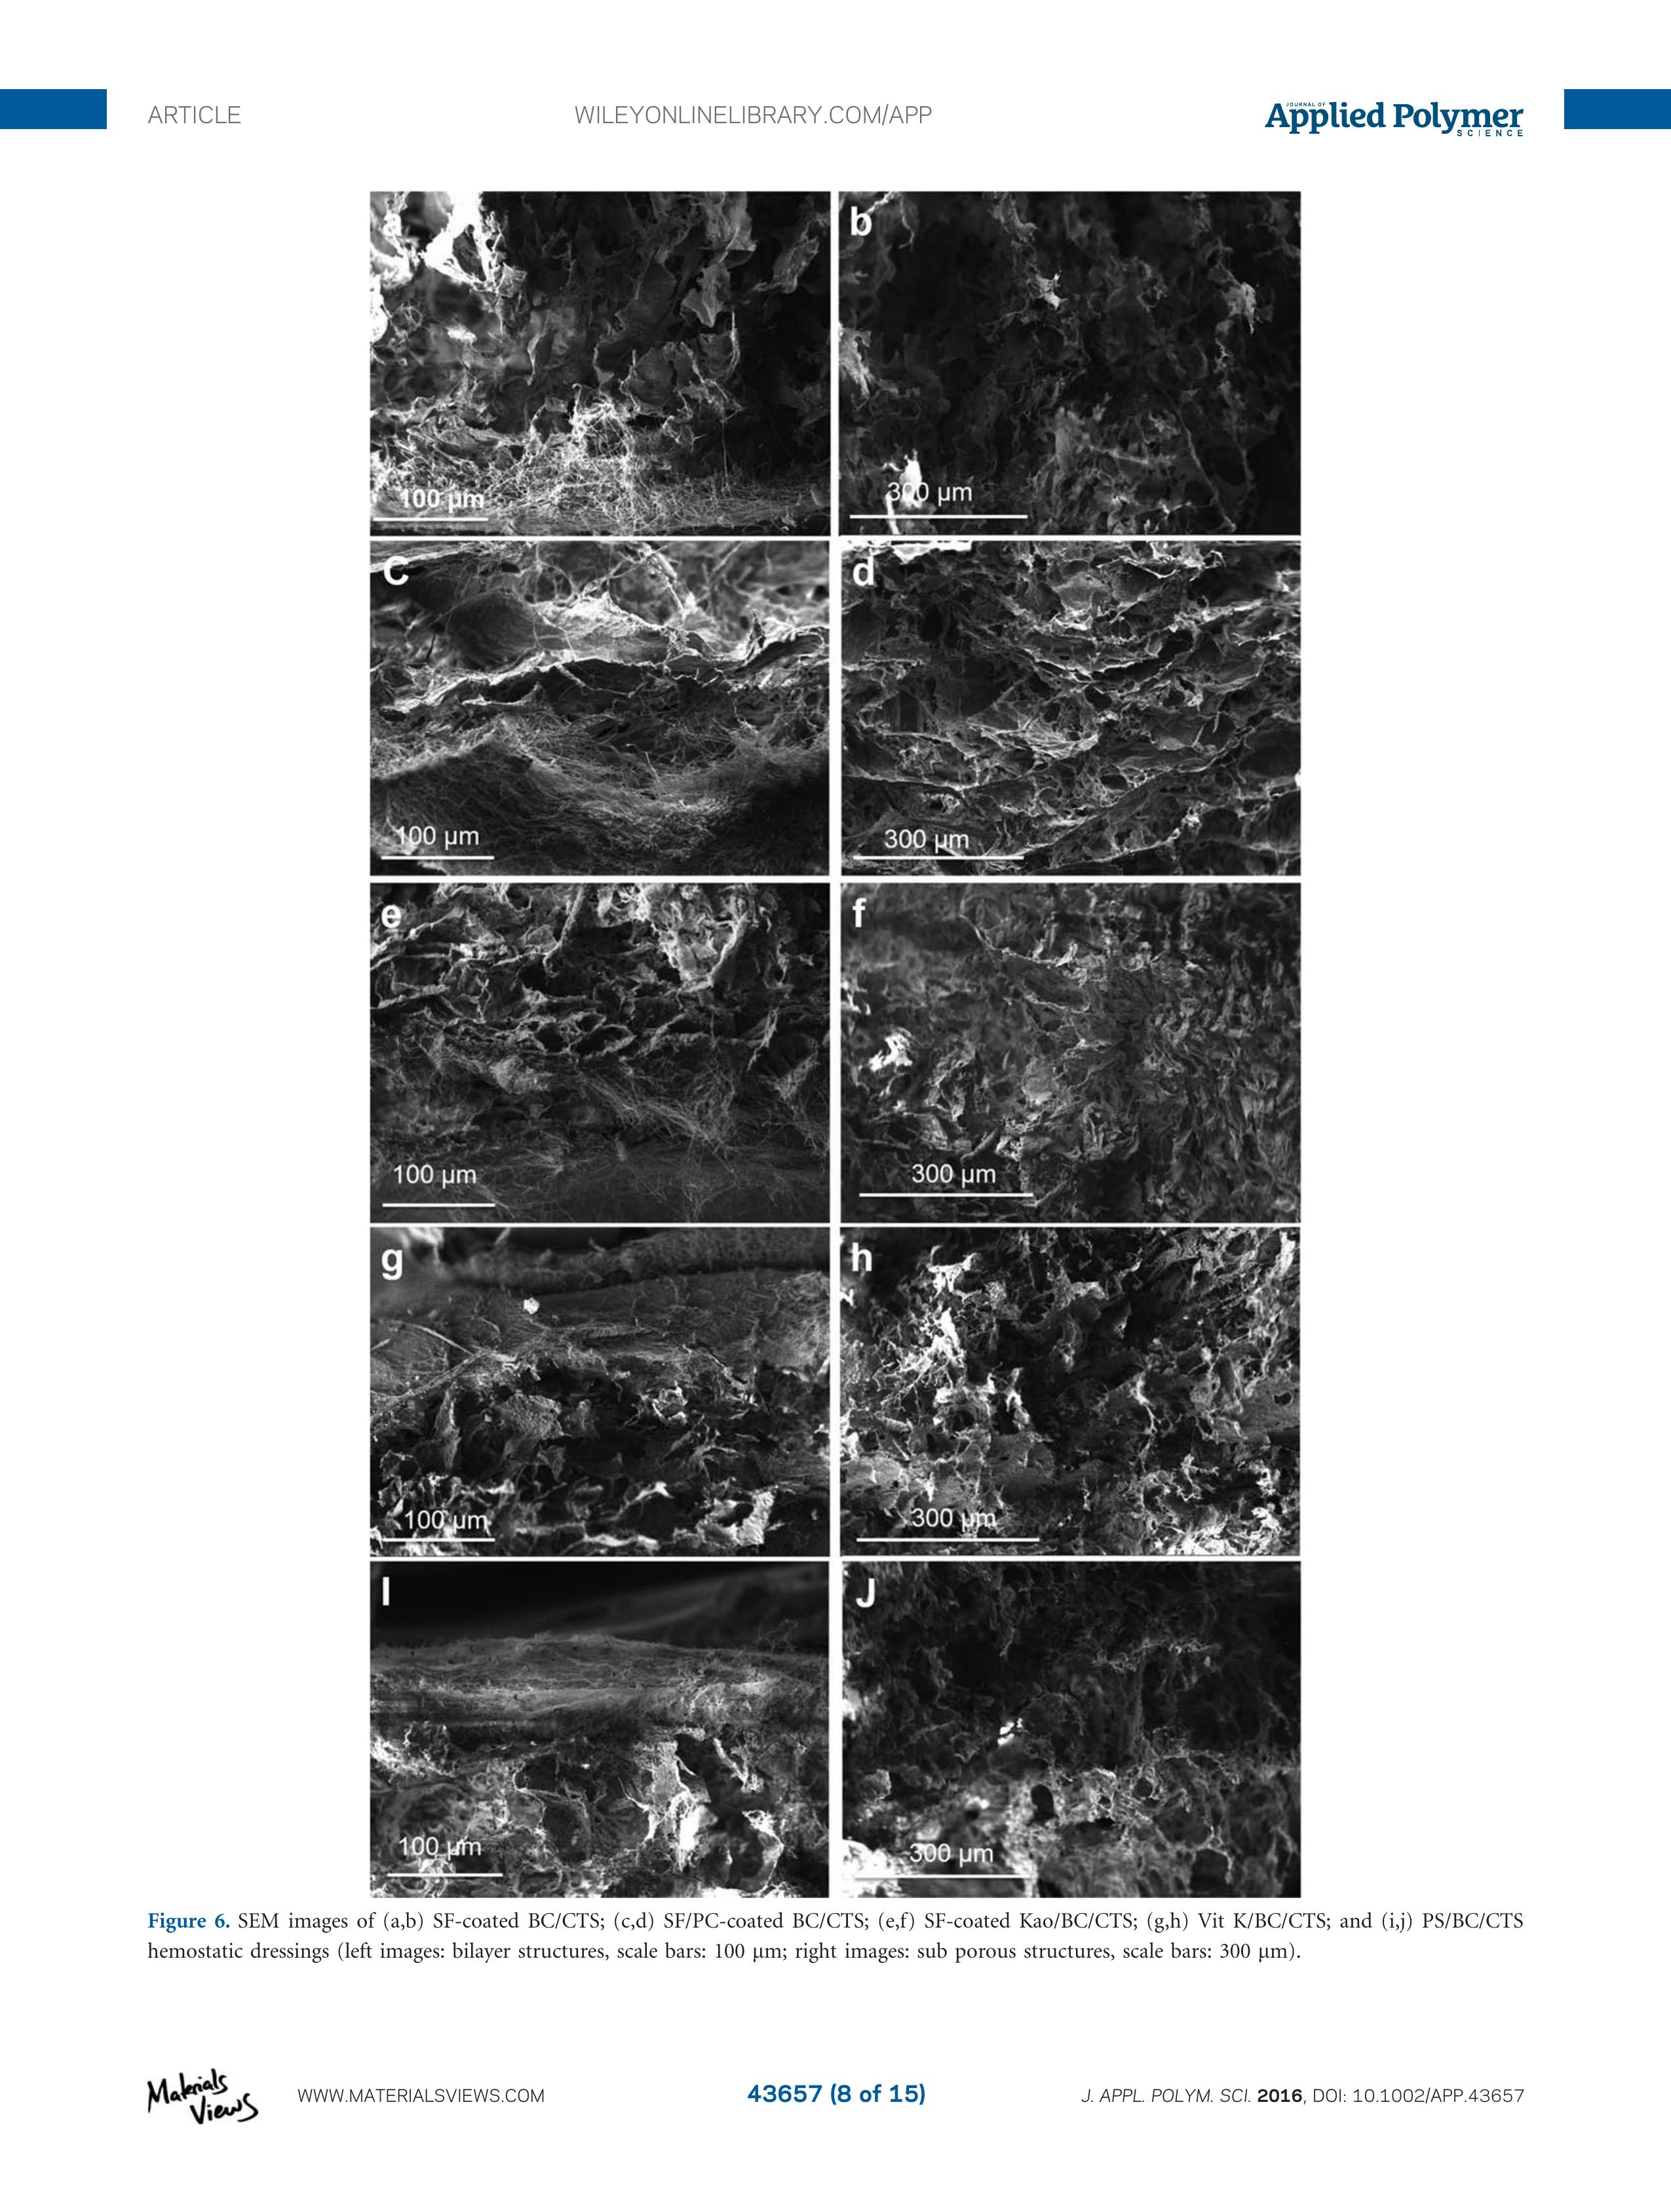 ARTICLE
WILEYONLINELIBRARY.COM/APP
JOURNAL OF
Applied Polymer
SCIENCE
a
b
100 µm
300 µm
c
d
100 µm
300 µm
e
f
100 µm
300 µm
g
h
100 µm
300 µm
I
J
100 µm
300 µm
Figure 6. SEM images of (a,b) SF-coated BC/CTS; (c,d) SF/PC-coated BC/CTS; (e,f) SF-coated Kao/BC/CTS; (g,h) Vit K/BC/CTS; and (i,j) PS/BC/CTS
hemostatic dressings (left images: bilayer structures, scale bars: 100 µm; right images: sub porous structures, scale bars: 300 µm).
Materials
Views
WWW.MATERIALSVIEWS.COM
43657 (8 of 15)
J. APPL. POLYM. SCI. 2016, DOI: 10.1002/APP.43657